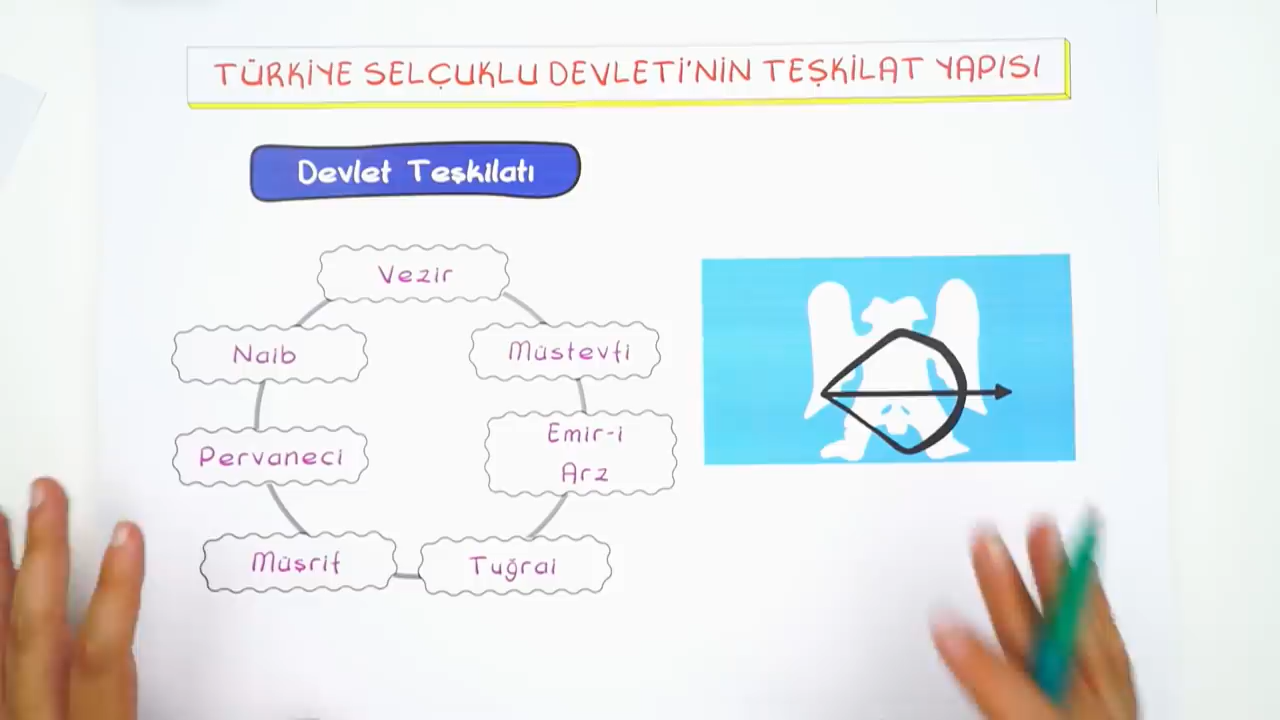 TÜRKİYE SELÇUKLU DEVLETİ'NİN TEŞKİLAT YAPISI
Devlet Teşkilatı
Vezir
Naib
Müstevfi
Pervaneci
Emir-i
Arz
Müşrif
Tuğrai